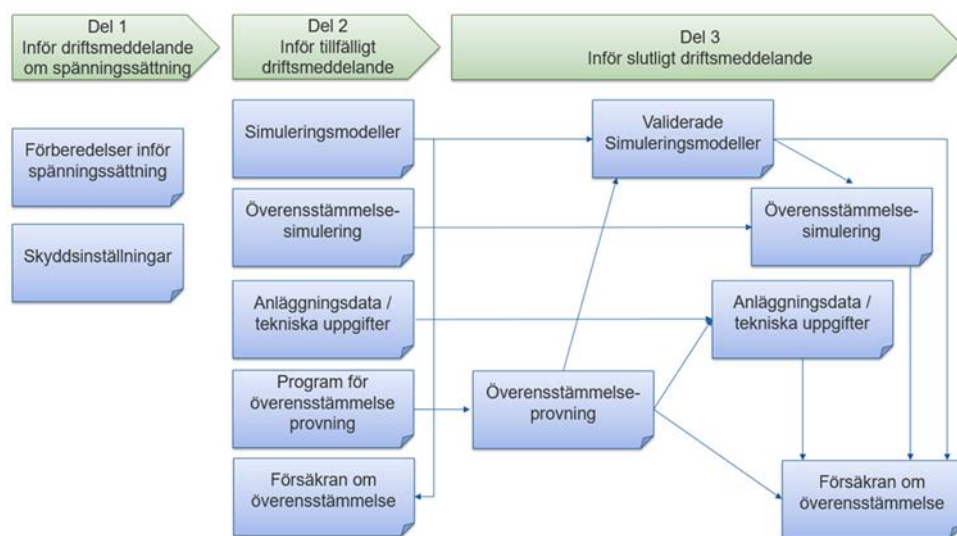 Del 1
Inför driftsmeddelande
om spänningssättning
Del 2
Inför tillfälligt
driftsmeddelande
Del 3
Inför slutligt driftsmeddelande
Förberedelser inför
spänningssättning
Skyddsinställningar
Simuleringsmodeller
Överensstämmelse-
simulering
Anläggningsdata /
tekniska uppgifter
Program för
överensstämmelse
provning
Försäkran om
överensstämmelse
Validerade
Simuleringsmodeller
Överensstämmelse-
simulering
Anläggningsdata /
tekniska uppgifter
Överensstämmelse-
provning
Försäkran om
överensstämmelse